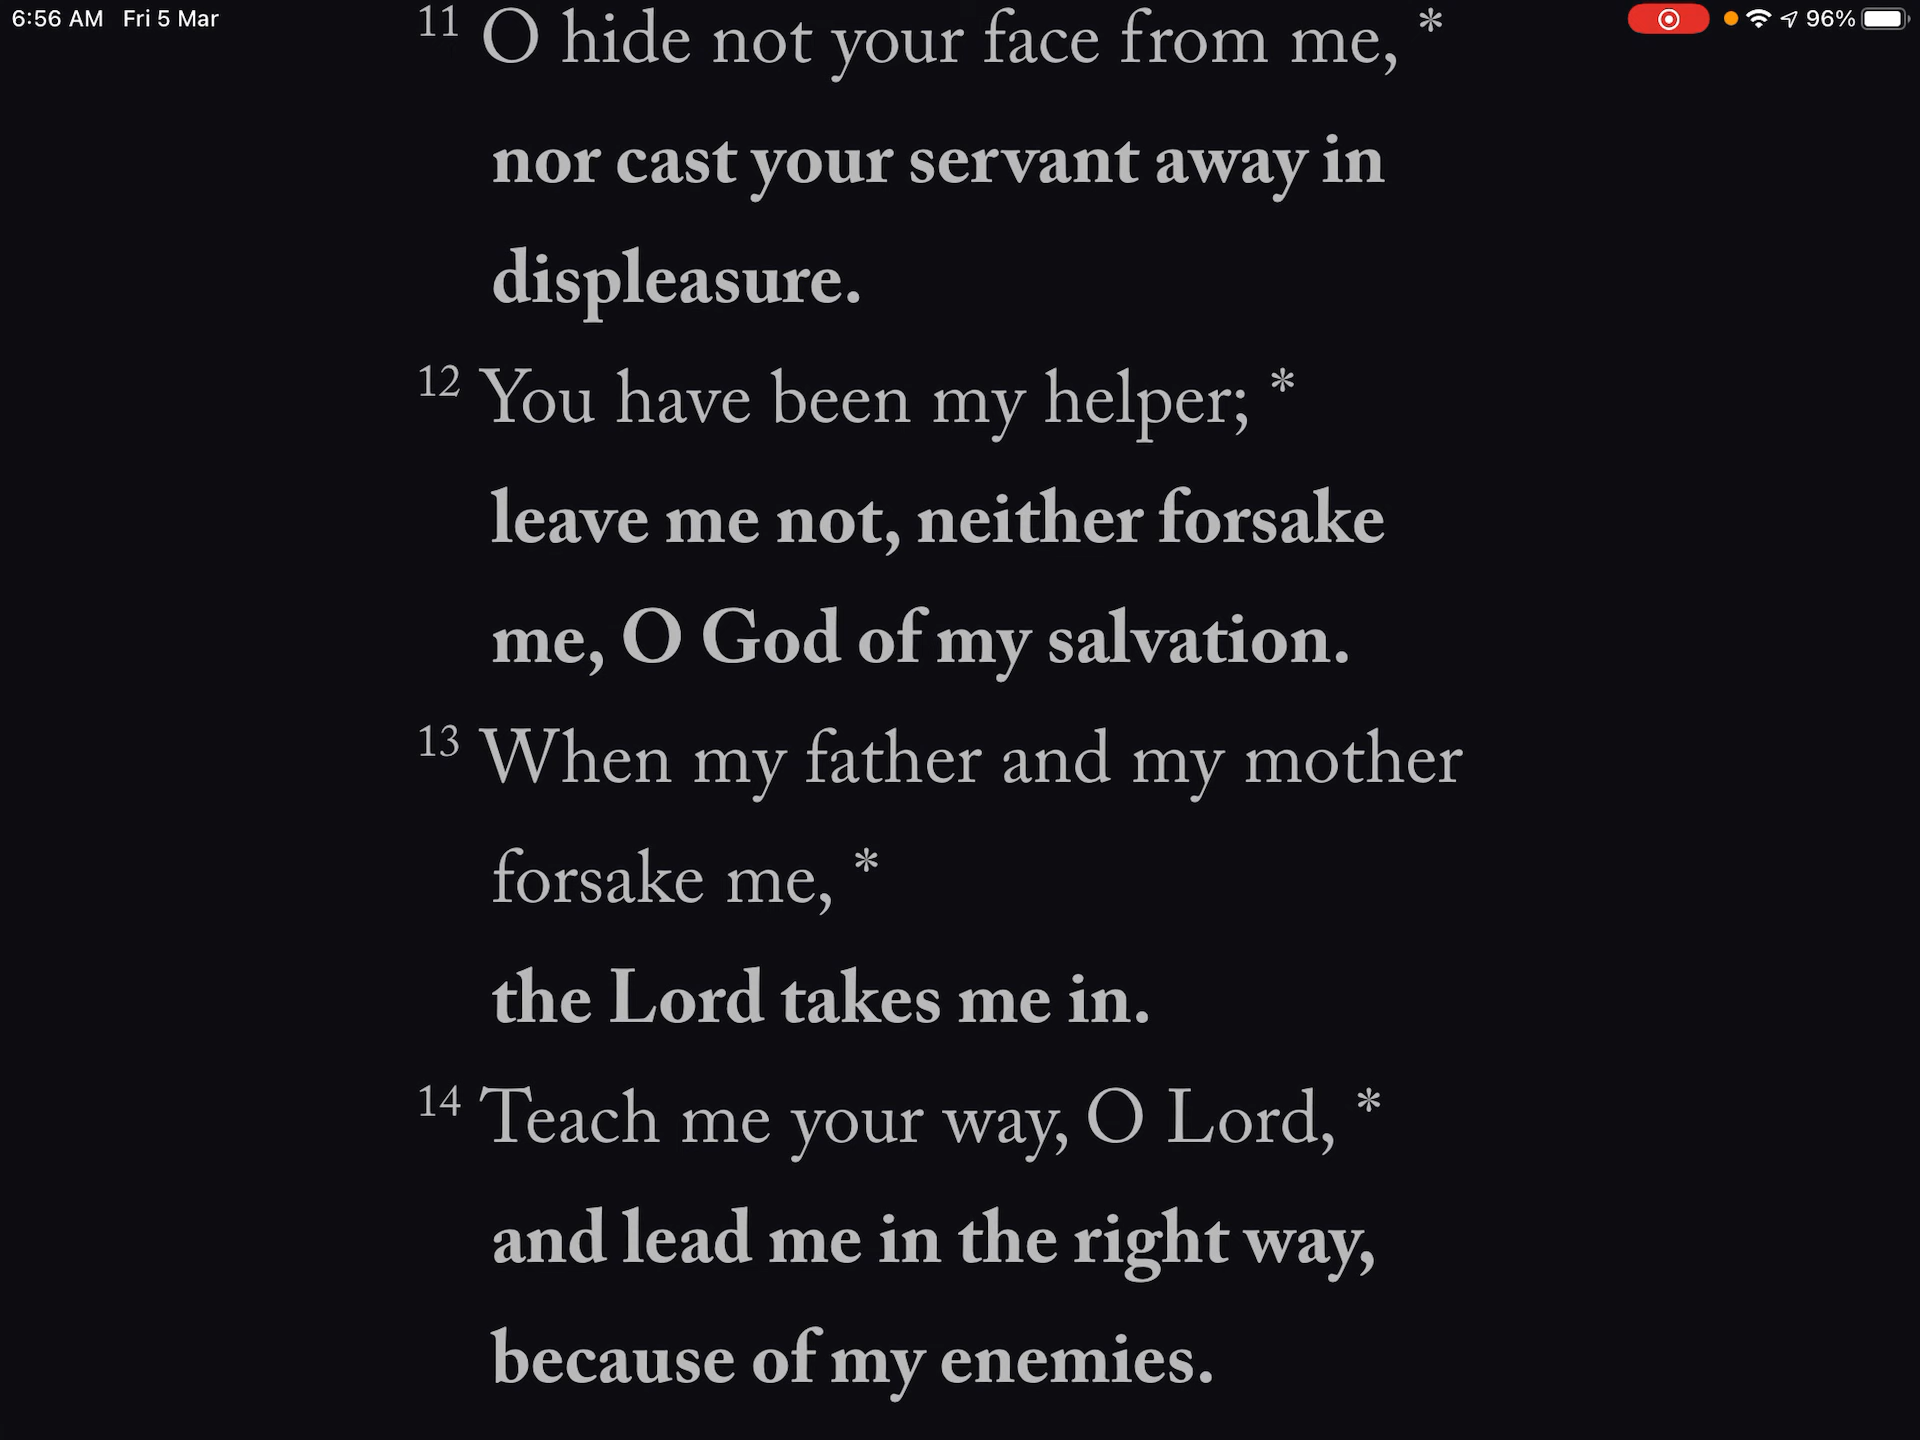 6:56 AM Fri 5 Mar 96%
11 O hide not your face from me, *
nor cast your servant away in
displeasure.
12 You have been my helper; *
leave me not, neither forsake
me, O God of my salvation.
13 When my father and my mother
forsake me, *
the Lord takes me in.
14 Teach me your way, O Lord, *
and lead me in the right way,
because of my enemies.